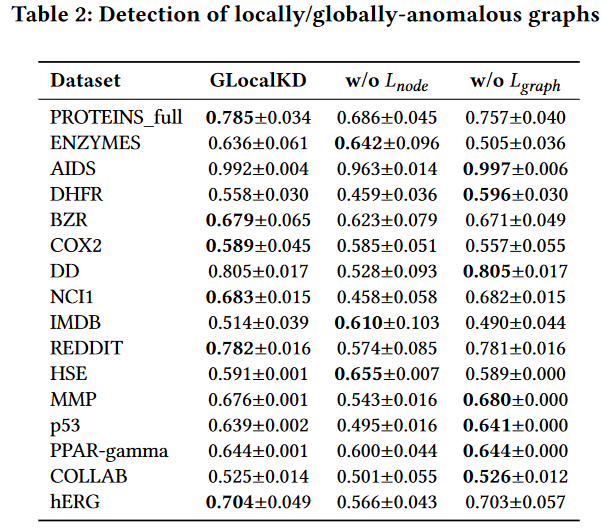 Table 2: Detection of locally/globally-anomalous graphs
Dataset GLocalKD w/o L_node w/o L_graph
PROTEINS_full 0.785±0.034 0.686±0.045 0.757±0.040
ENZYMES 0.636±0.061 0.642±0.096 0.505±0.036
AIDS 0.992±0.004 0.963±0.014 0.997±0.006
DHFR 0.558±0.030 0.459±0.036 0.596±0.030
BZR 0.679±0.065 0.623±0.079 0.671±0.049
COX2 0.589±0.045 0.585±0.051 0.557±0.055
DD 0.805±0.017 0.528±0.093 0.805±0.017
NCI1 0.683±0.015 0.458±0.058 0.682±0.015
IMDB 0.514±0.039 0.610±0.103 0.490±0.044
REDDIT 0.782±0.016 0.574±0.085 0.781±0.016
HSE 0.591±0.001 0.655±0.007 0.589±0.000
MMP 0.676±0.001 0.543±0.016 0.680±0.000
p53 0.639±0.002 0.495±0.016 0.641±0.000
PPAR-gamma 0.644±0.001 0.600±0.044 0.644±0.000
COLLAB 0.525±0.014 0.501±0.055 0.526±0.012
hERG 0.704±0.049 0.566±0.043 0.703±0.057